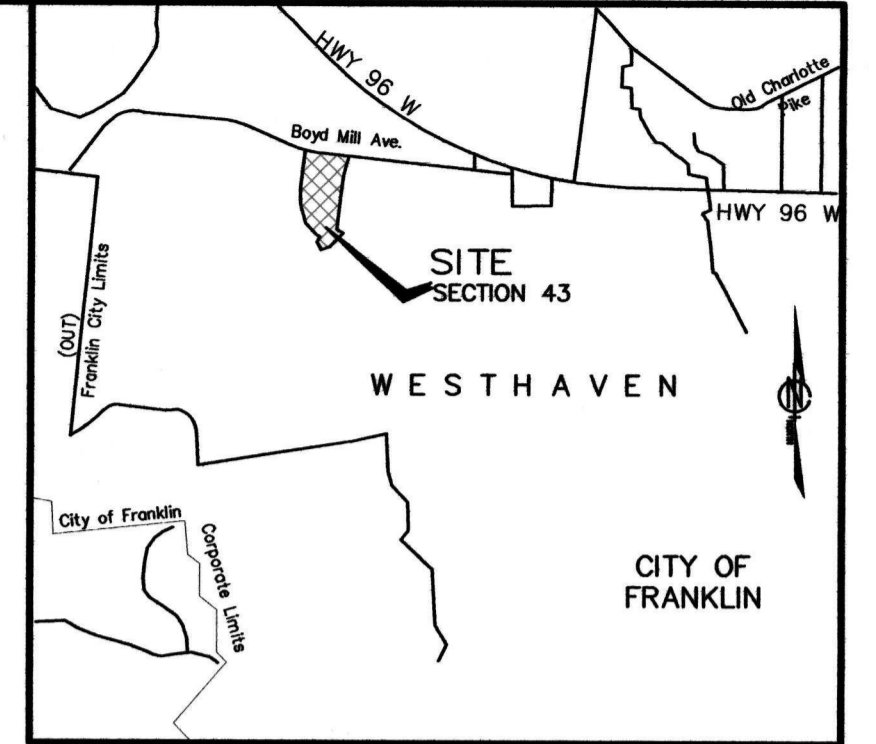 HWY 96 W
Old Charlotte
Pike
Boyd Mill Ave.
HWY 96 W
SITE
SECTION 43
Franklin City Limits
(OUT)
WESTHAVEN
N
City of Franklin
Corporate Limits
CITY OF
FRANKLIN